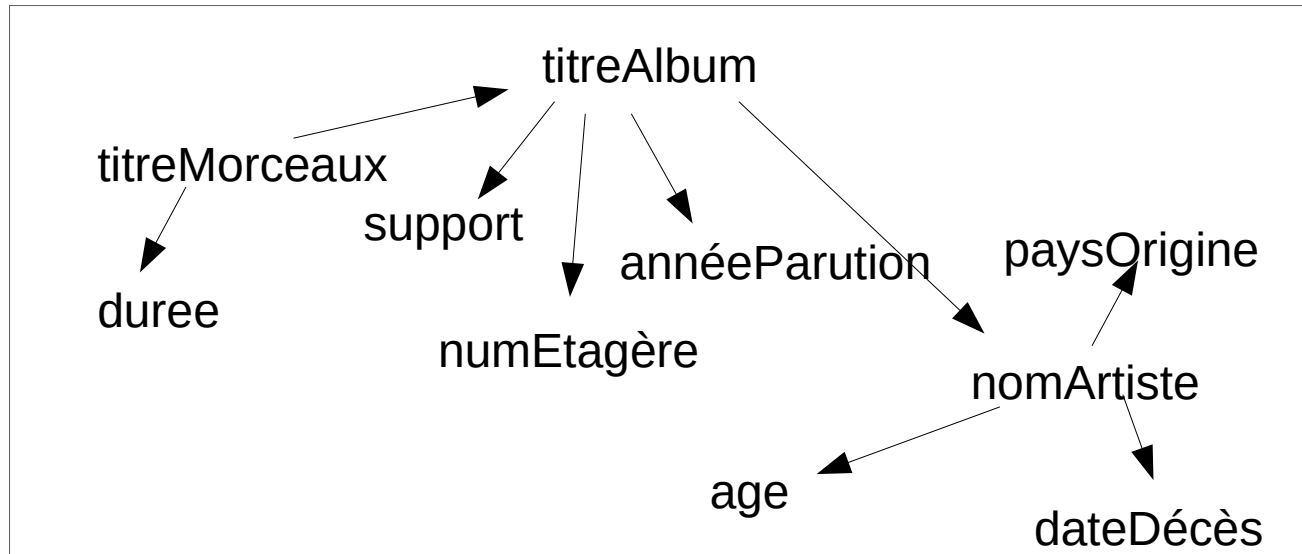 titreAlbum
titreMorceaux
support
annéeParution
paysOrigine
duree
numEtagère
nomArtiste
age
dateDécès